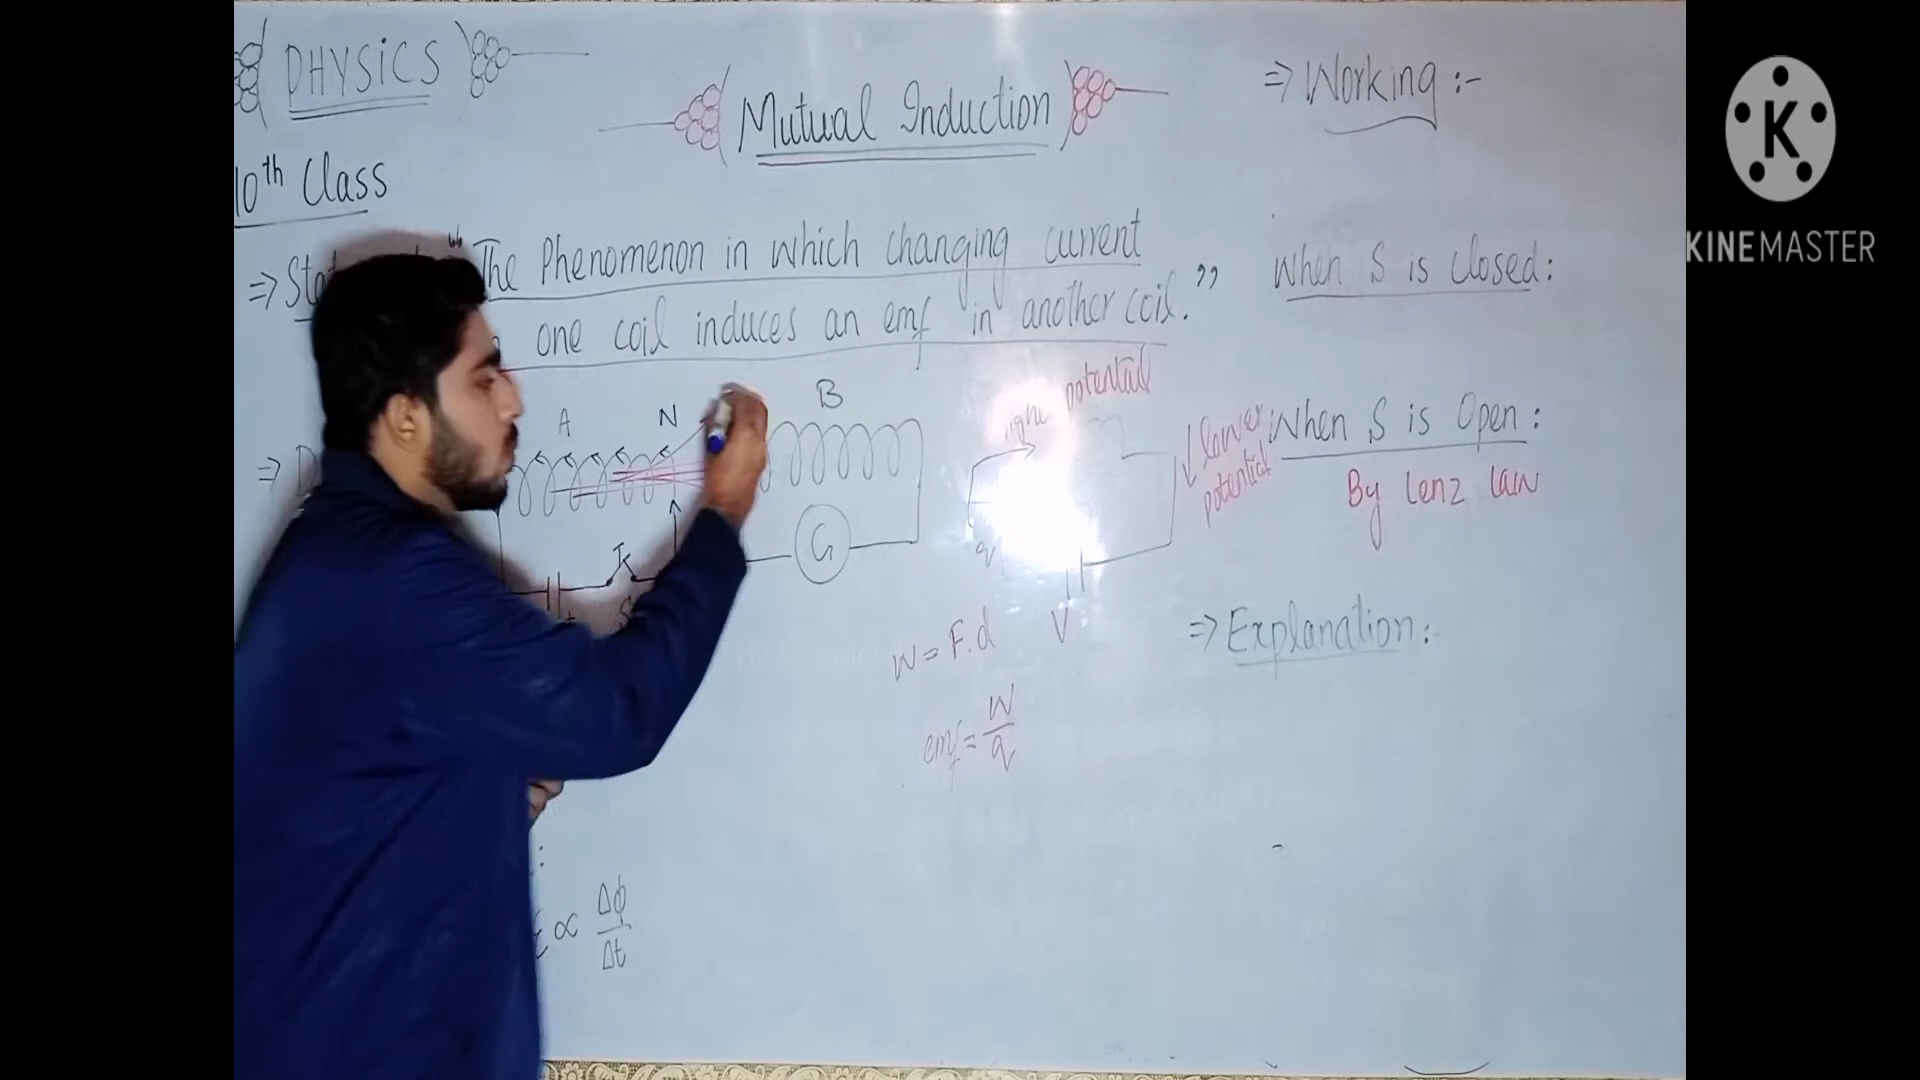 PHYSICS
Mutual Induction
10th Class
"The Phenomenon in which changing current
one coil induces an emf in another coil."
A
N
B
G
S
higher potential
lower potential
q
V
W = F.d
emf = W/q
ε ∝ Δφ/Δt
⇒ Working :-
When S is Closed :
When S is Open :
By Lenz Law
⇒ Explanation :-
K
KINEMASTER